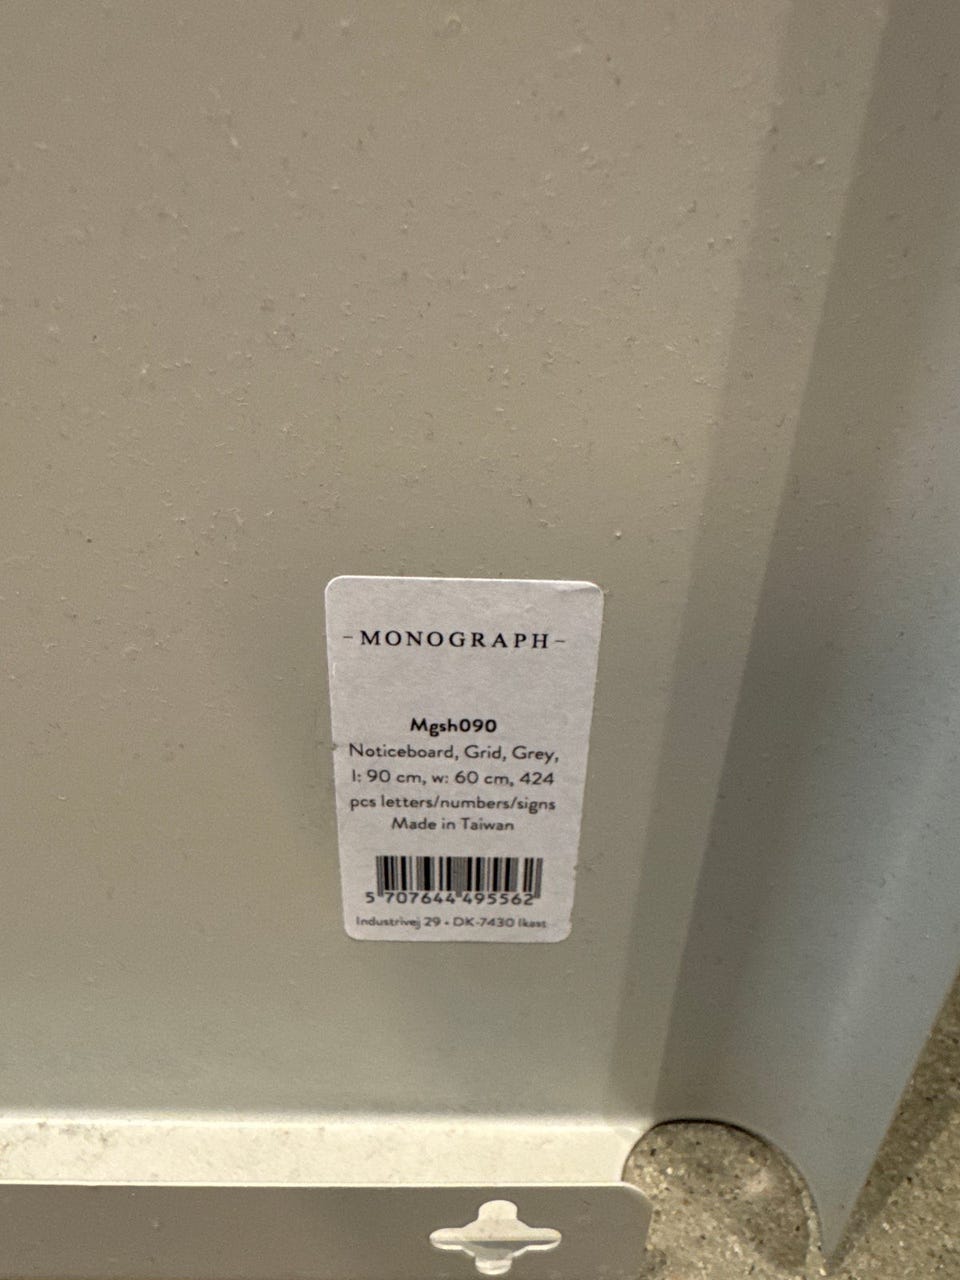 -MONOGRAPH-
Mgsh090
Noticeboard, Grid, Grey,
l: 90 cm, w: 60 cm, 424
pcs letters/numbers/signs
Made in Taiwan
5 707644 495562
Industrivej 29 • DK-7430 Ikast